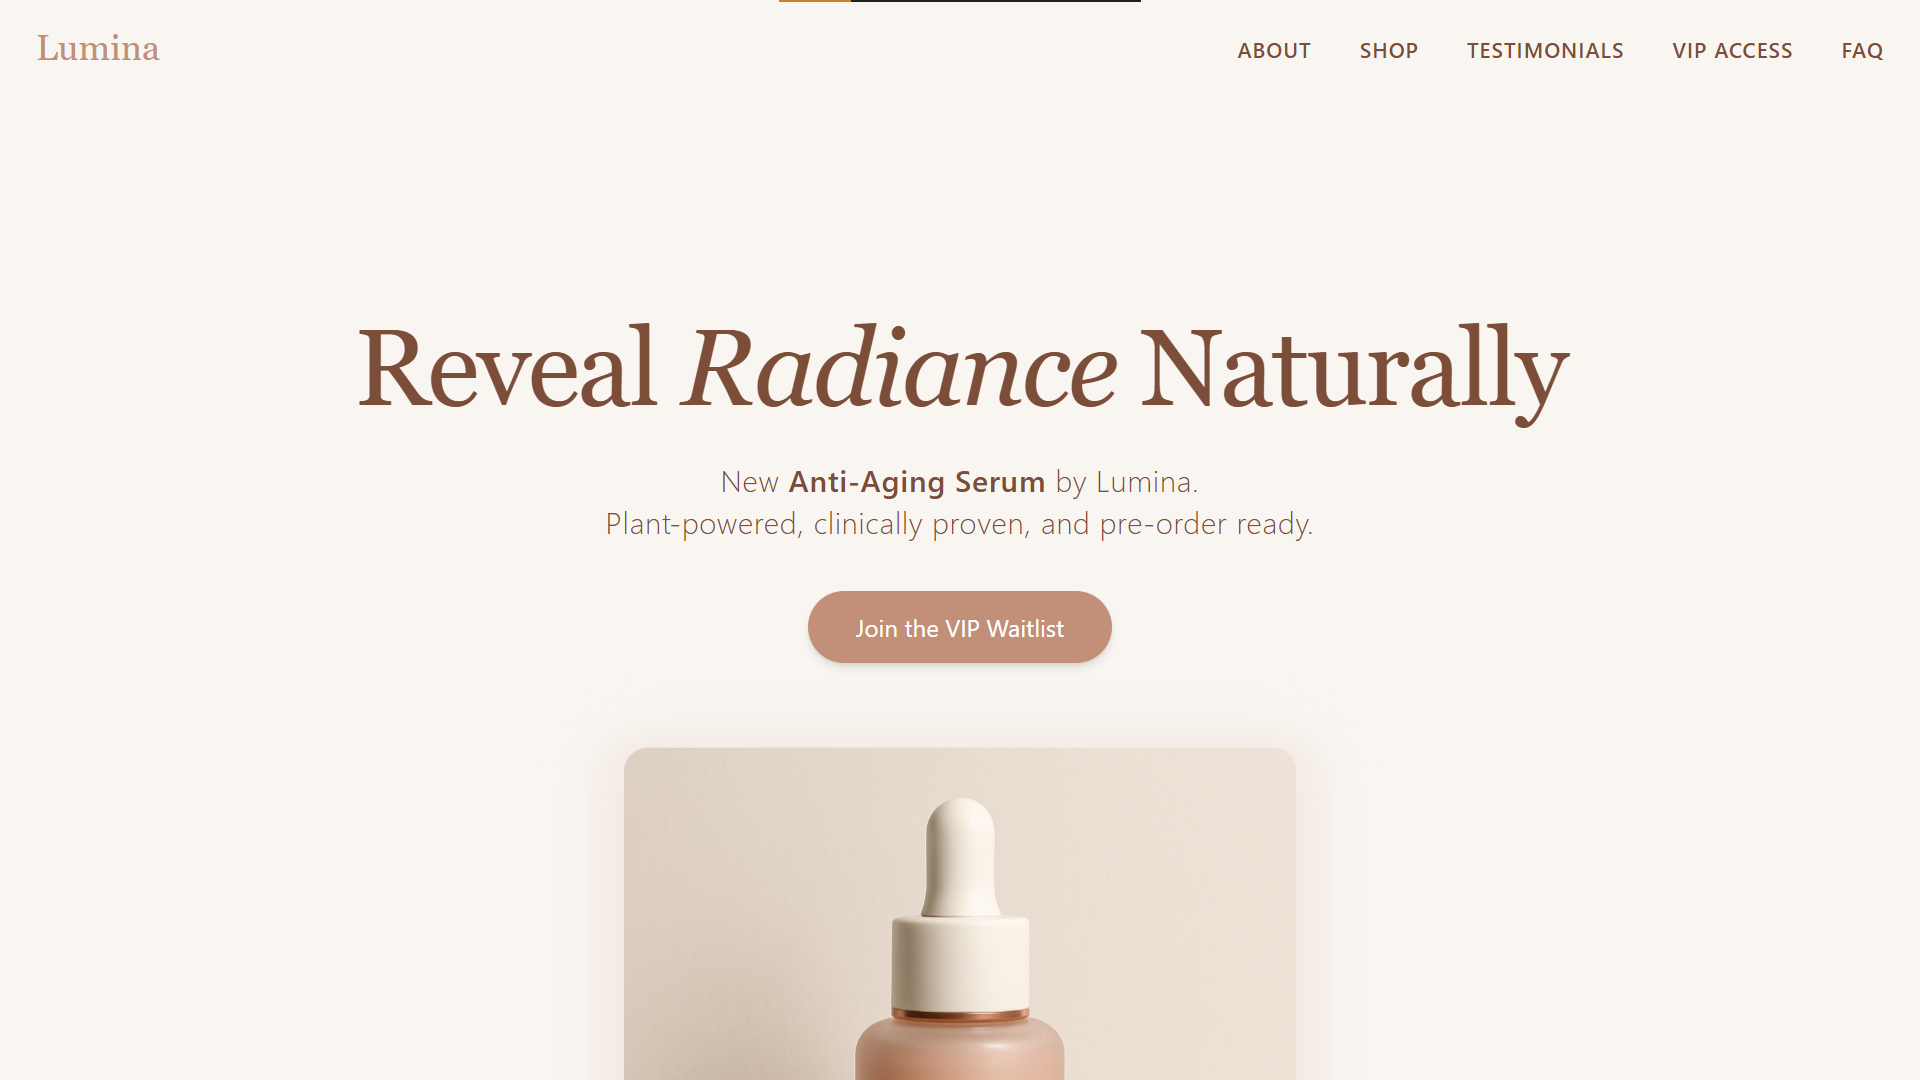 Lumina
ABOUT SHOP TESTIMONIALS VIP ACCESS FAQ
Reveal Radiance Naturally
New Anti-Aging Serum by Lumina.
Plant-powered, clinically proven, and pre-order ready.
Join the VIP Waitlist